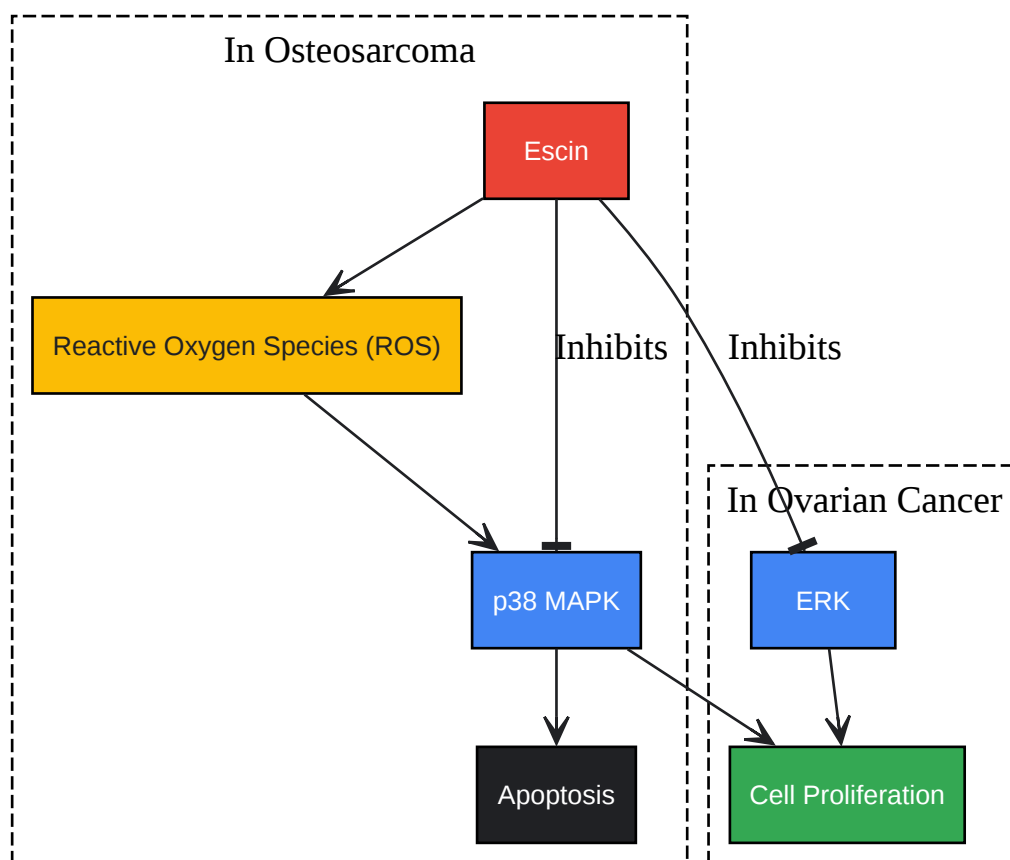 In Osteosarcoma
Escin
Reactive Oxygen Species (ROS)
Inhibits
Inhibits
In Ovarian Cancer
p38 MAPK
ERK
Apoptosis
Cell Proliferation